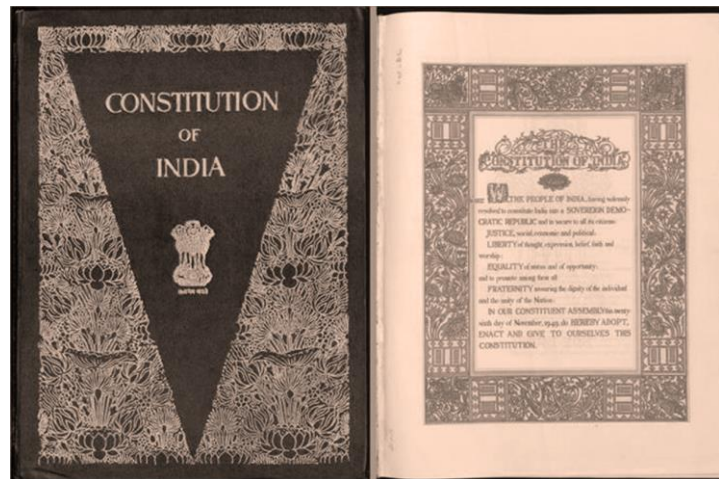 CONSTITUTION
OF
INDIA
सत्यमेव जयते
THE
CONSTITUTION OF INDIA
WE, THE PEOPLE OF INDIA, having solemnly
resolved to constitute India into a SOVEREIGN DEMO-
CRATIC REPUBLIC and to secure to all its citizens:
JUSTICE, social, economic and political;
LIBERTY of thought, expression, belief, faith and
worship;
EQUALITY of status and of opportunity;
and to promote among them all
FRATERNITY assuring the dignity of the individual
and the unity of the Nation;
IN OUR CONSTITUENT ASSEMBLY this twenty
sixth day of November, 1949, do HEREBY ADOPT,
ENACT AND GIVE TO OURSELVES THIS
CONSTITUTION.